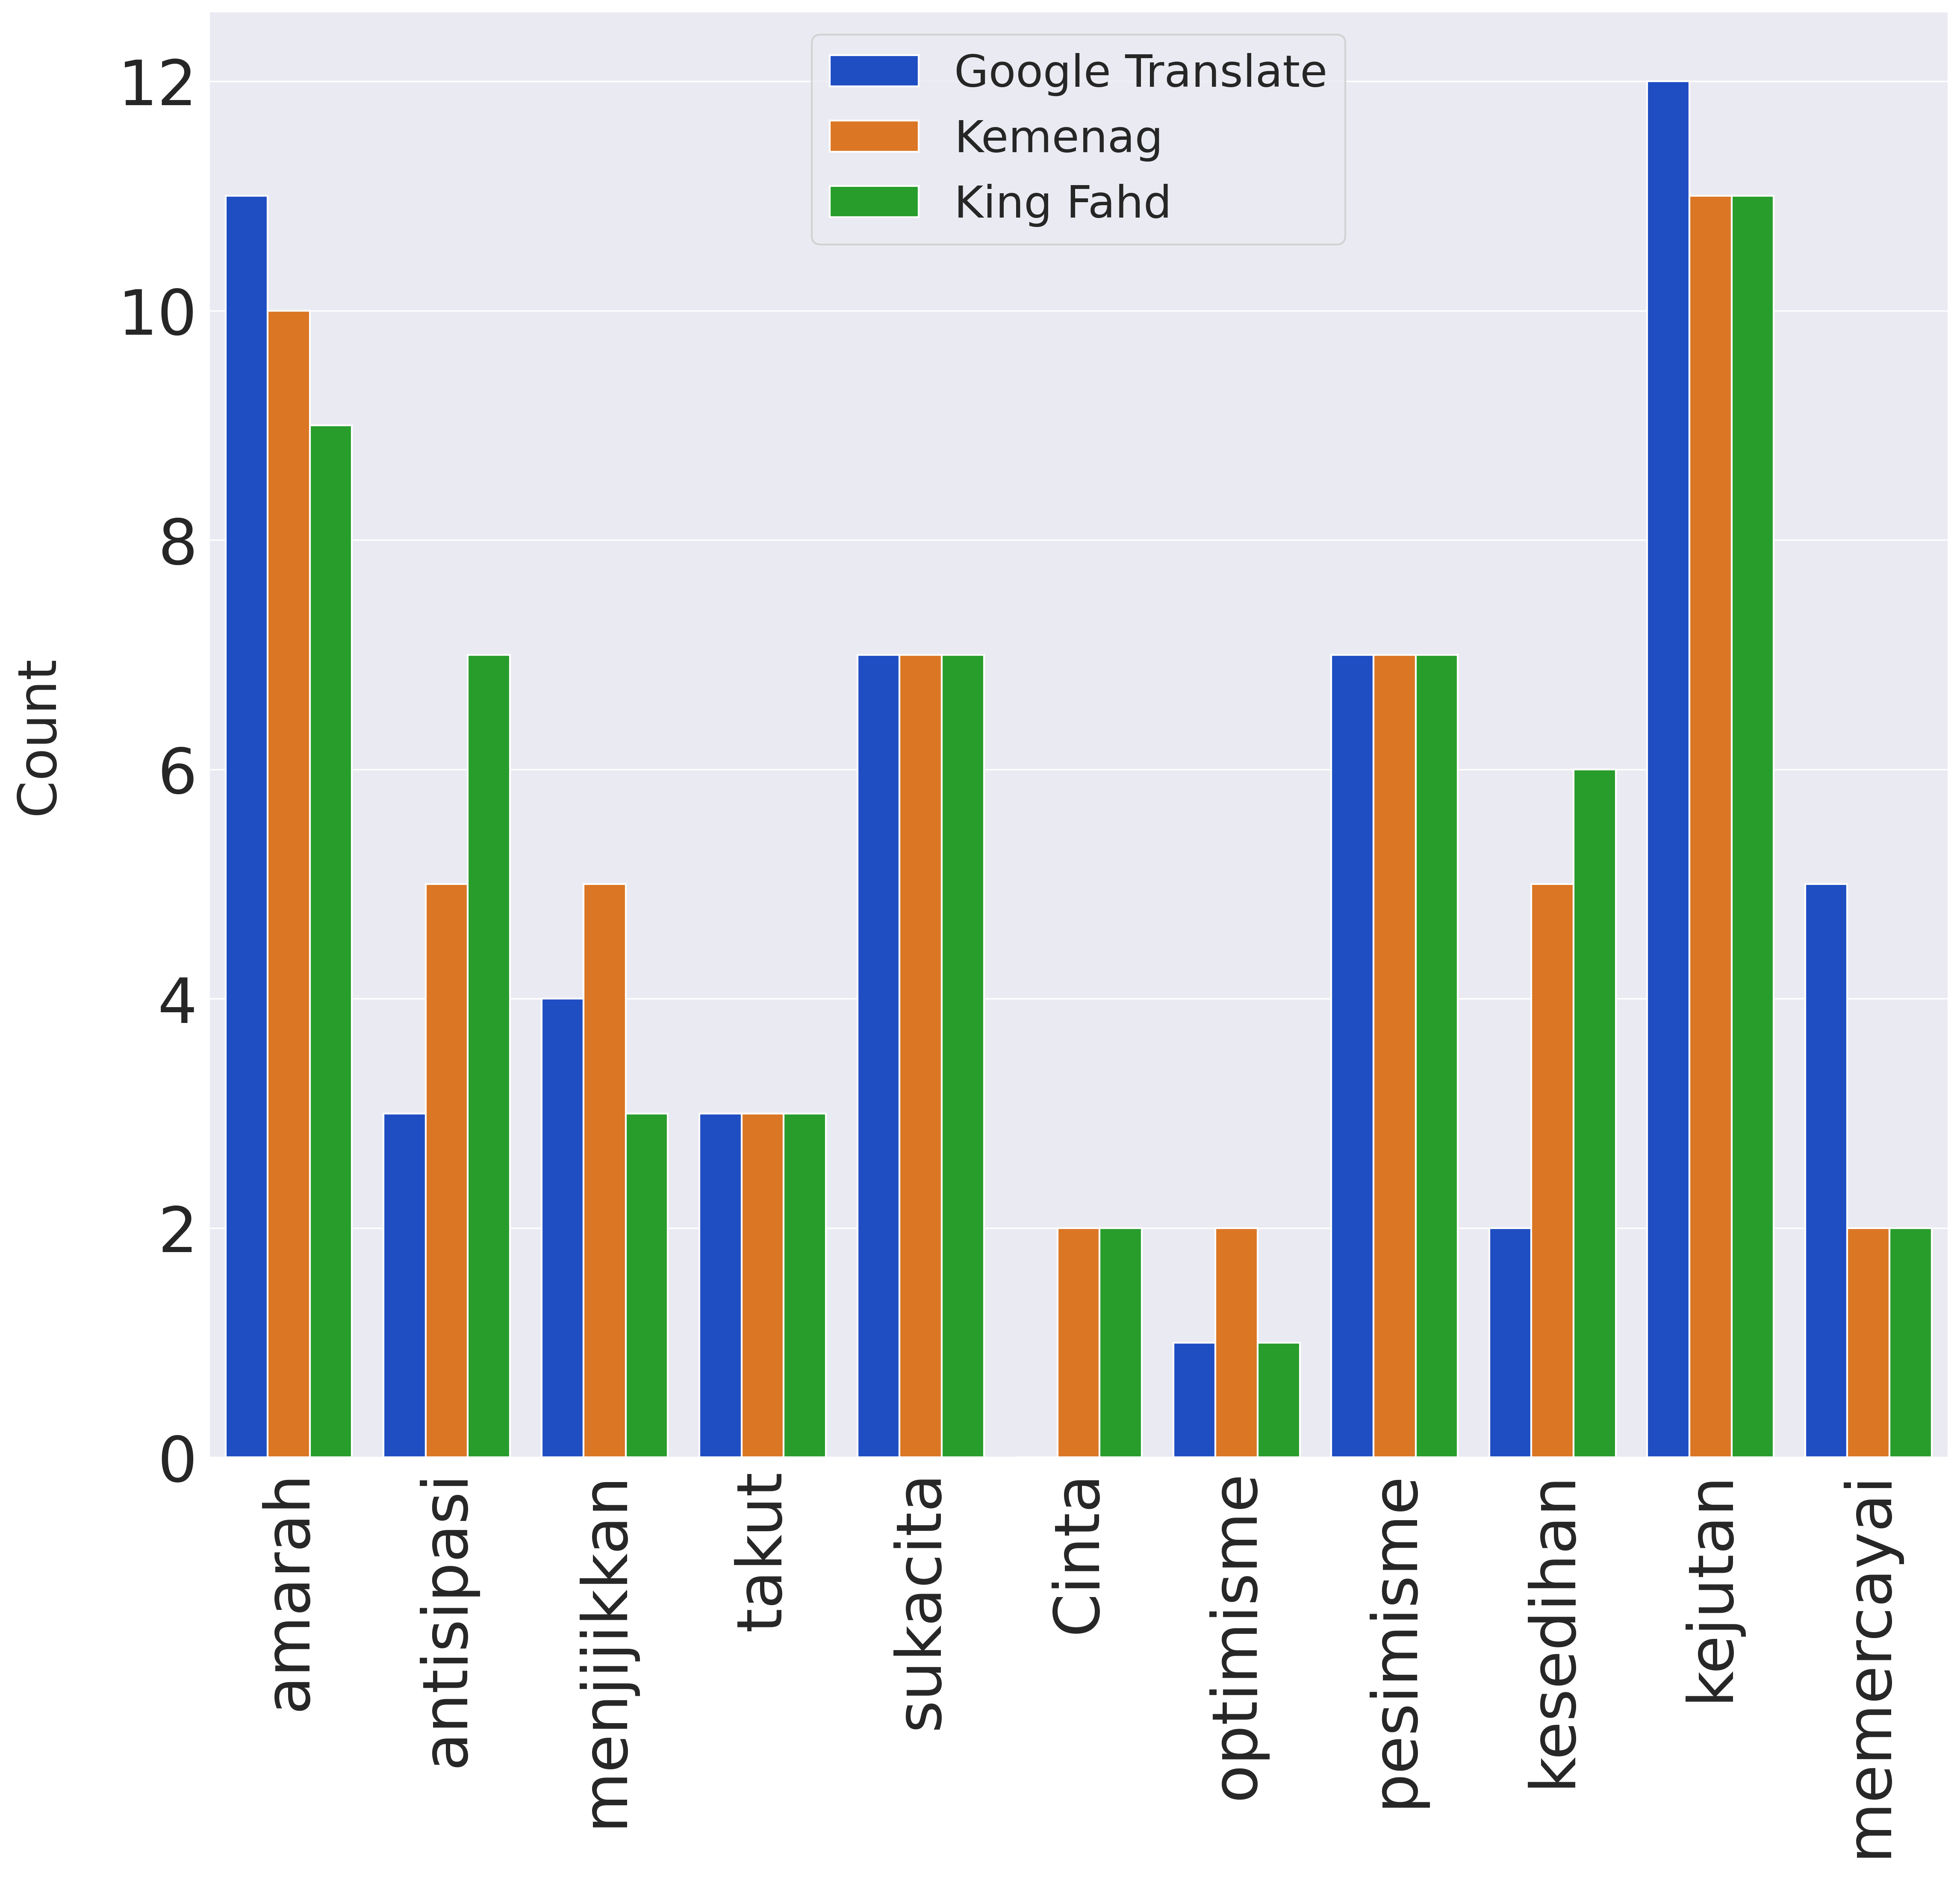 Google Translate
Kemenag
King Fahd
Count
12
10
8
6
4
2
0
amarah
antisipasi
menjijikkan
takut
sukacita
Cinta
optimisme
pesimisme
kesedihan
kejutan
memercayai